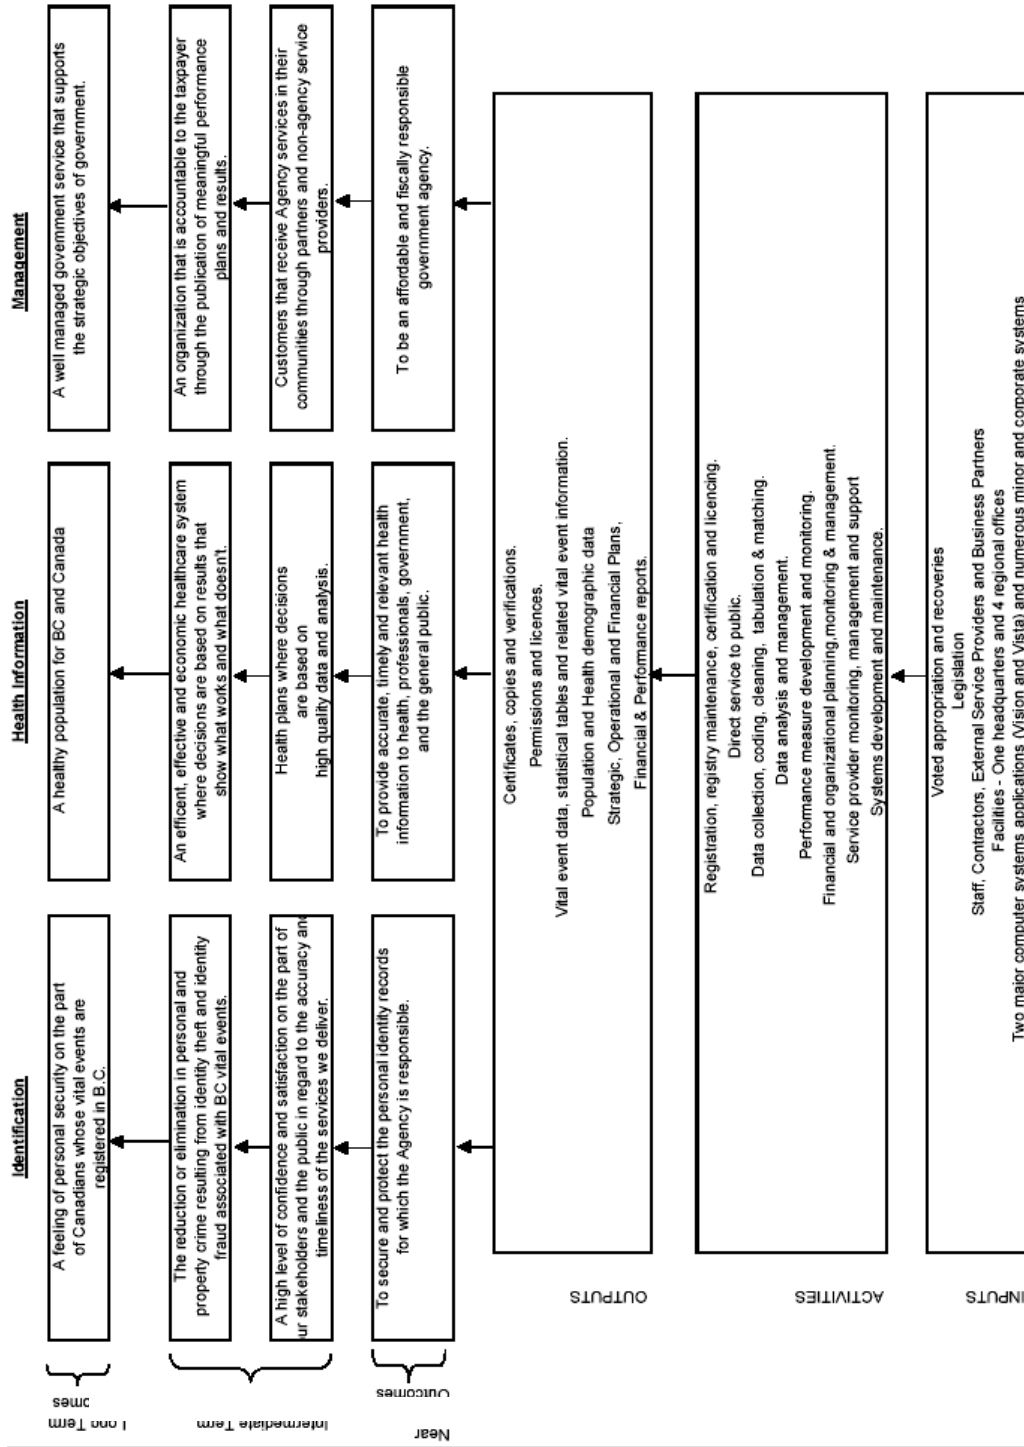 Identification
Health Information
Management
Long Term
omes
A feeling of personal security on the part
of Canadians whose vital events are
registered in B.C.
A healthy population for BC and Canada
A well managed government service that supports
the strategic objectives of government.
Intermediate Term
The reduction or elimination in personal and
property crime resulting from identity theft and identity
fraud associated with BC vital events.
An efficent, effective and economic healthcare system
where decisions are based on results that
show what works and what doesn't.
An organization that is accountable to the taxpayer
through the publication of meaningful performance
plans and results.
A high level of confidence and satisfaction on the part of
ur stakeholders and the public in regard to the accuracy and
timeliness of the services we deliver.
Health plans where decisions
are based on
high quality data and analysis.
Customers that receive Agency services in their
communities through partners and non-agency service
providers.
Near
Outcomes
To secure and protect the personal identity records
for which the Agency is responsible.
To provide accurate, timely and relevant health
information to health, professionals, government,
and the general public.
To be an affordable and fiscally responsible
government agency.
OUTPUTS
Certificates, copies and verifications.
Permissions and licences.
Vital event data, statistical tables and related vital event information.
Population and Health demographic data
Strategic, Operational and Financial Plans,
Financial & Performance reports.
ACTIVITIES
Registration, registry maintenance, certification and licencing.
Direct service to public.
Data collection, coding, cleaning, tabulation & matching.
Data analysis and management.
Performance measure development and monitoring.
Financial and organizational planning,monitoring & management.
Service provider monitoring, management and support
Systems development and maintenance.
INPUTS
Voted appropriation and recoveries
Legislation
Staff, Contractors, External Service Providers and Business Partners
Facilities - One headquarters and 4 regional offices
Two major computer systems applications (Vision and Vista) and numerous minor and corporate systems